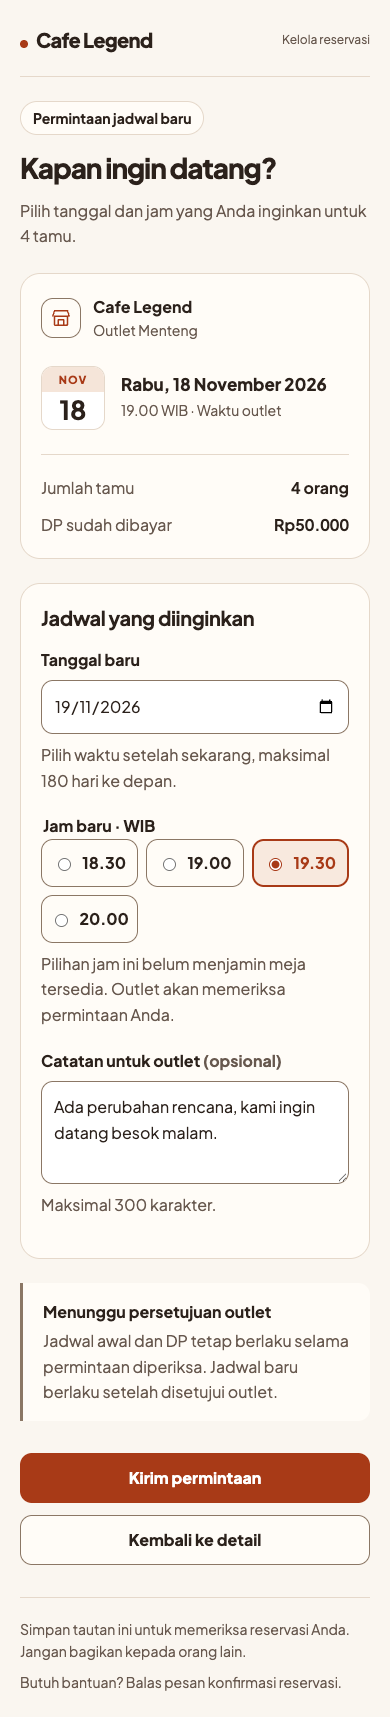 Cafe Legend
Kelola reservasi
Permintaan jadwal baru
Kapan ingin datang?
Pilih tanggal dan jam yang Anda inginkan untuk
4 tamu.
Cafe Legend
Outlet Menteng
NOV
18
Rabu, 18 November 2026
19.00 WIB · Waktu outlet
Jumlah tamu
4 orang
DP sudah dibayar
Rp50.000
Jadwal yang diinginkan
Tanggal baru
19/11/2026
Pilih waktu setelah sekarang, maksimal
180 hari ke depan.
Jam baru · WIB
18.30
19.00
19.30
20.00
Pilihan jam ini belum menjamin meja
tersedia. Outlet akan memeriksa
permintaan Anda.
Catatan untuk outlet (opsional)
Ada perubahan rencana, kami ingin
datang besok malam.
Maksimal 300 karakter.
Menunggu persetujuan outlet
Jadwal awal dan DP tetap berlaku selama
permintaan diperiksa. Jadwal baru
berlaku setelah disetujui outlet.
Kirim permintaan
Kembali ke detail
Simpan tautan ini untuk memeriksa reservasi Anda.
Jangan bagikan kepada orang lain.
Butuh bantuan? Balas pesan konfirmasi reservasi.